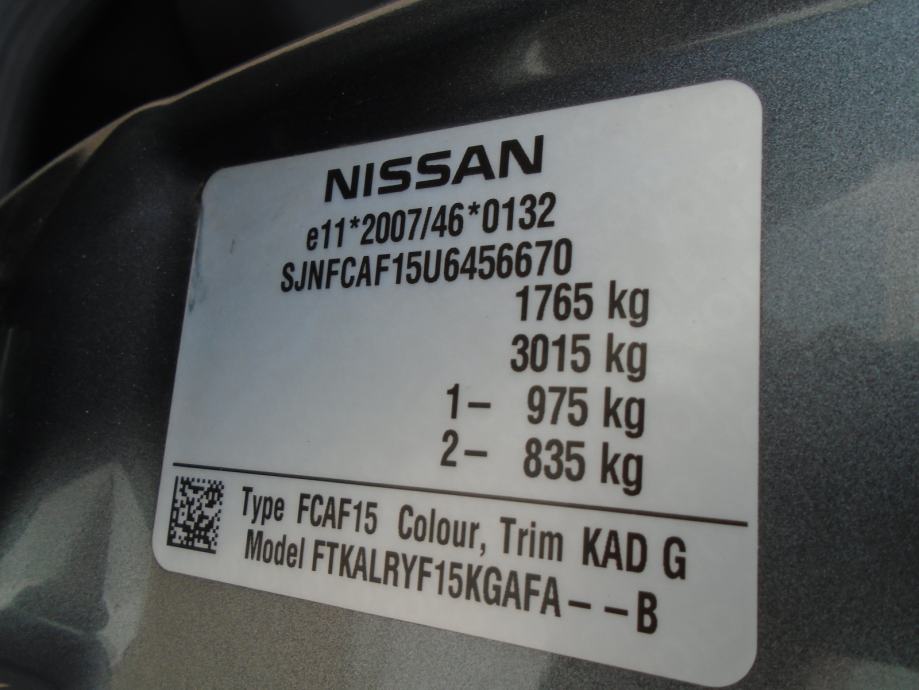 NISSAN
e11*2007/46*0132
SJNFCAF15U6456670
1765 kg
3015 kg
1– 975 kg
2– 835 kg
Type FCAF15 Colour, Trim KAD G
Model FTKALRYF15KGAFA– –B